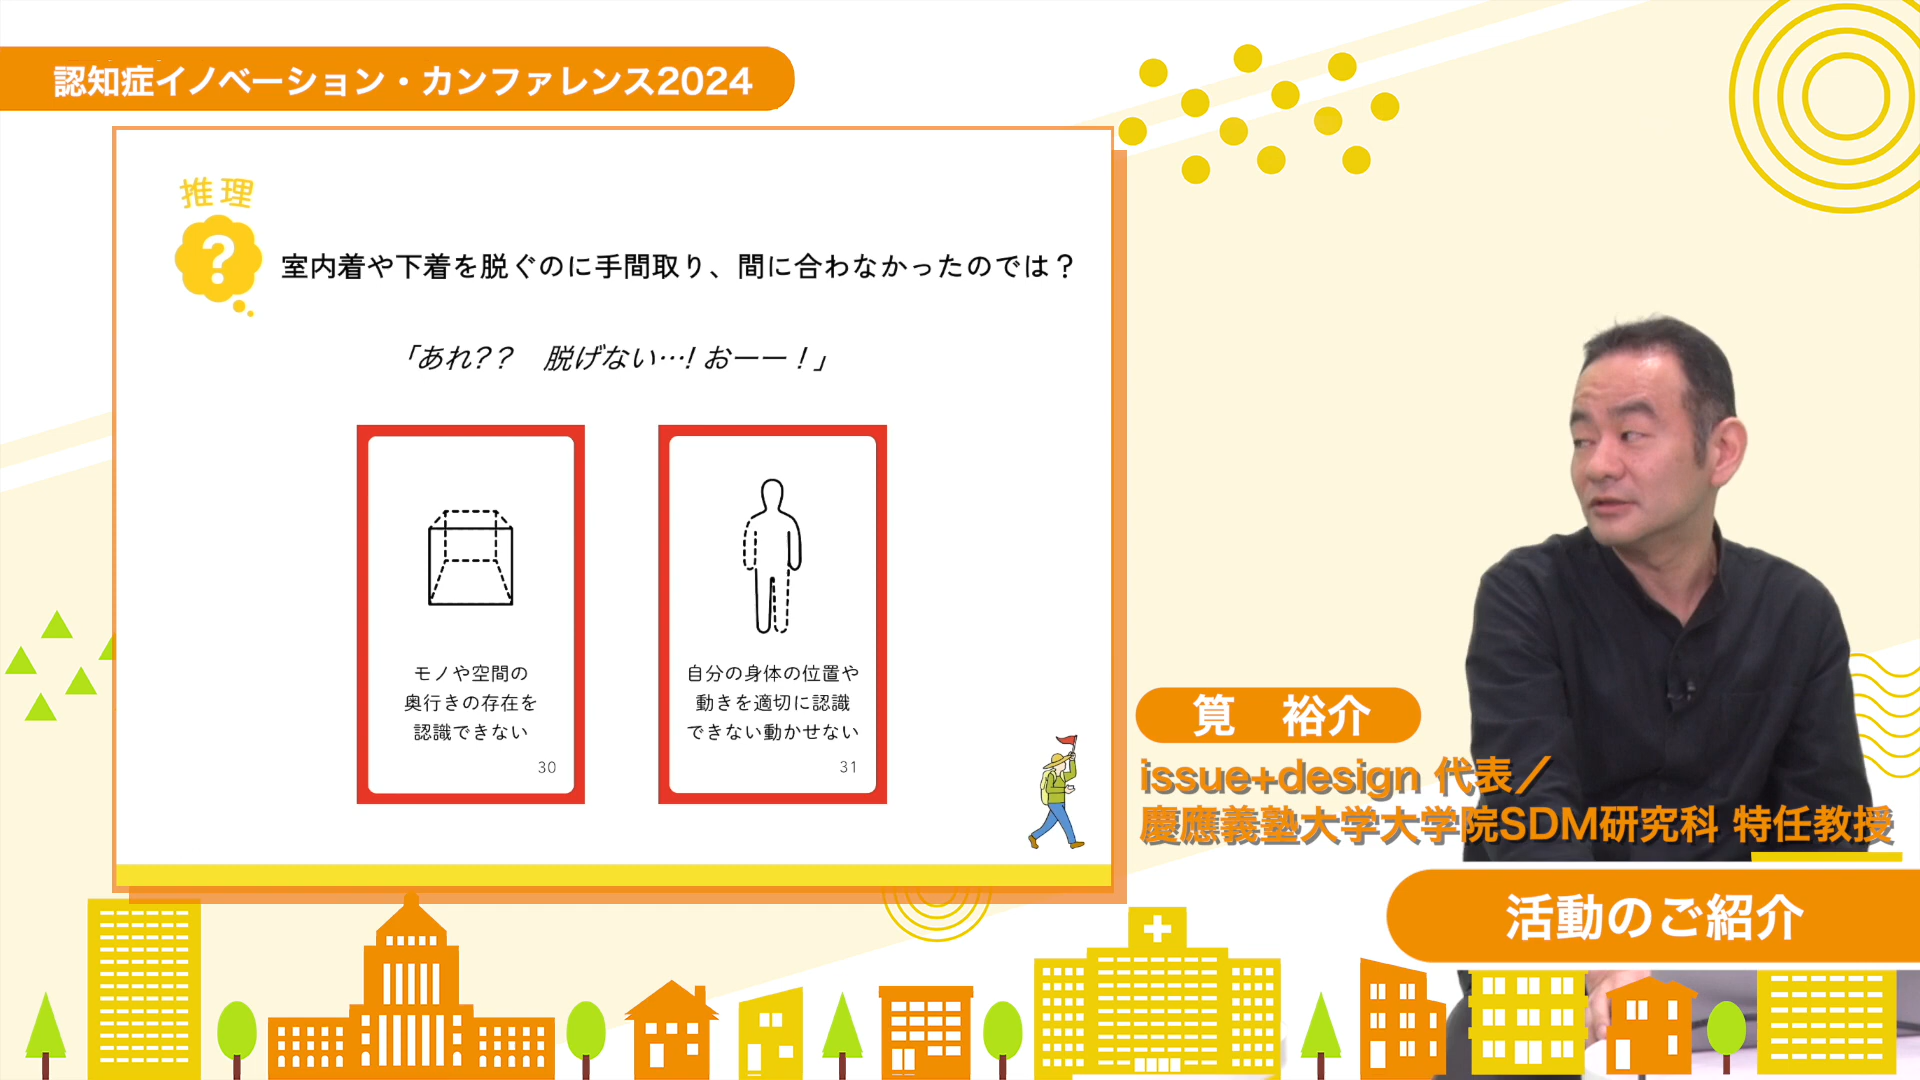 認知症イノベーション・カンファレンス2024
推理
?
室内着や下着を脱ぐのに手間取り、間に合わなかったのでは？
「あれ？？　脱げない…！おーー！」
モノや空間の
奥行きの存在を
認識できない
30
自分の身体の位置や
動きを適切に認識
できない動かせない
31
筧　裕介
issue+design 代表／
慶應義塾大学大学院SDM研究科 特任教授
活動のご紹介